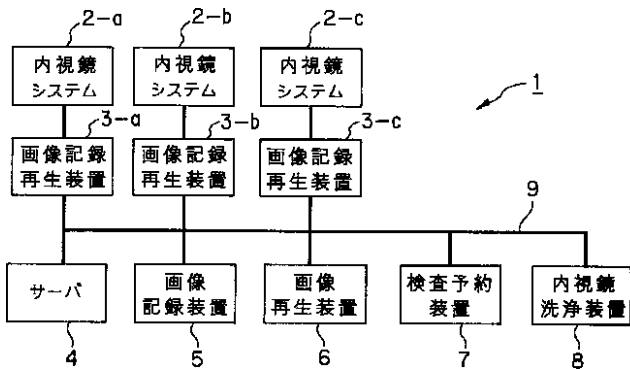 2-a
2-b
2-c
内視鏡
システム
内視鏡
システム
内視鏡
システム
1
3-a
3-b
3-c
画像記録
再生装置
画像記録
再生装置
画像記録
再生装置
9
サーバ
画像
記録装置
画像
再生装置
検査予約
装置
内視鏡
洗浄装置
4
5
6
7
8